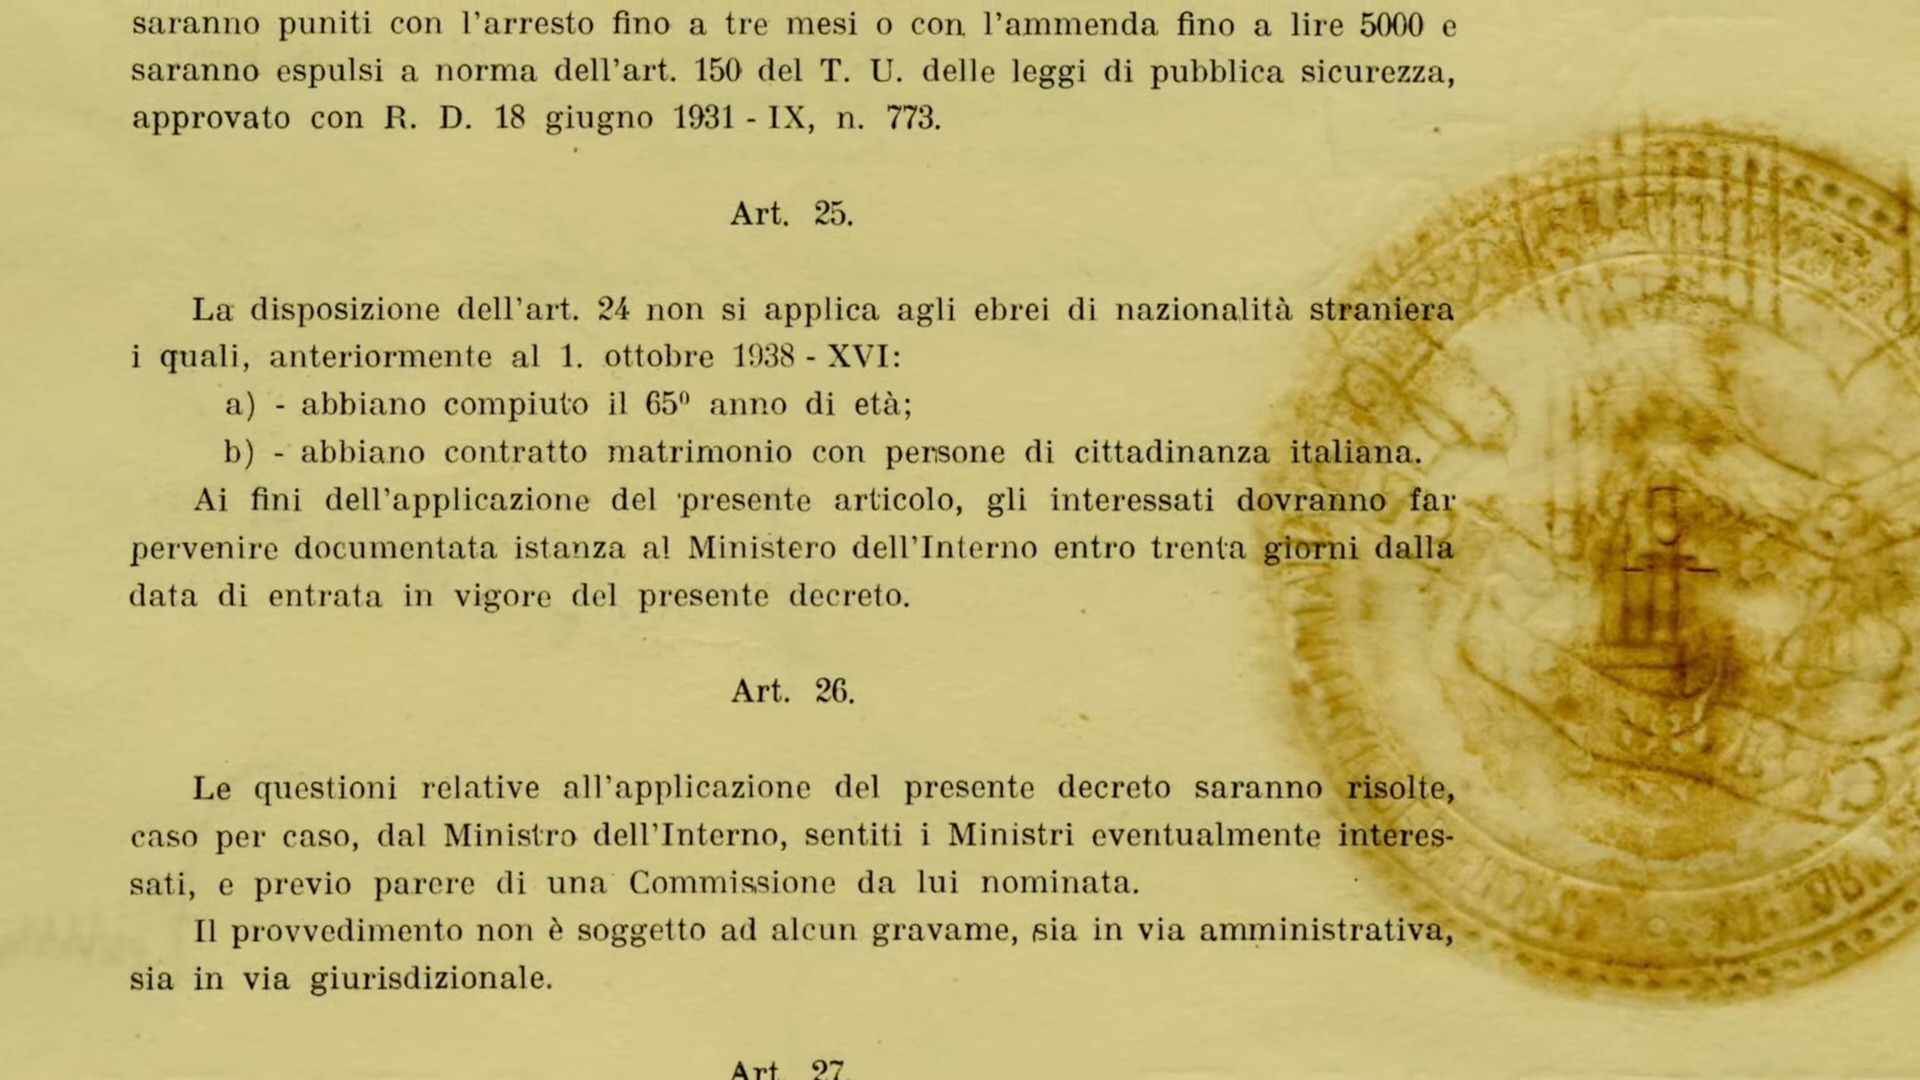 saranno puniti con l'arresto fino a tre mesi o con l'ammenda fino a lire 5000 e
saranno espulsi a norma dell'art. 150 del T. U. delle leggi di pubblica sicurezza,
approvato con R. D. 18 giugno 1931 - IX, n. 773.
Art. 25.
La disposizione dell'art. 24 non si applica agli ebrei di nazionalità straniera
i quali, anteriormente al 1. ottobre 1938 - XVI:
a) - abbiano compiuto il 65º anno di età;
b) - abbiano contratto matrimonio con persone di cittadinanza italiana.
Ai fini dell'applicazione del presente articolo, gli interessati dovranno far
pervenire documentata istanza al Ministero dell'Interno entro trenta giorni dalla
data di entrata in vigore del presente decreto.
Art. 26.
Le questioni relative all'applicazione del presente decreto saranno risolte,
caso per caso, dal Ministro dell'Interno, sentiti i Ministri eventualmente interes-
sati, e previo parere di una Commissione da lui nominata.
Il provvedimento non è soggetto ad alcun gravame, sia in via amministrativa,
sia in via giurisdizionale.
Art. 27.